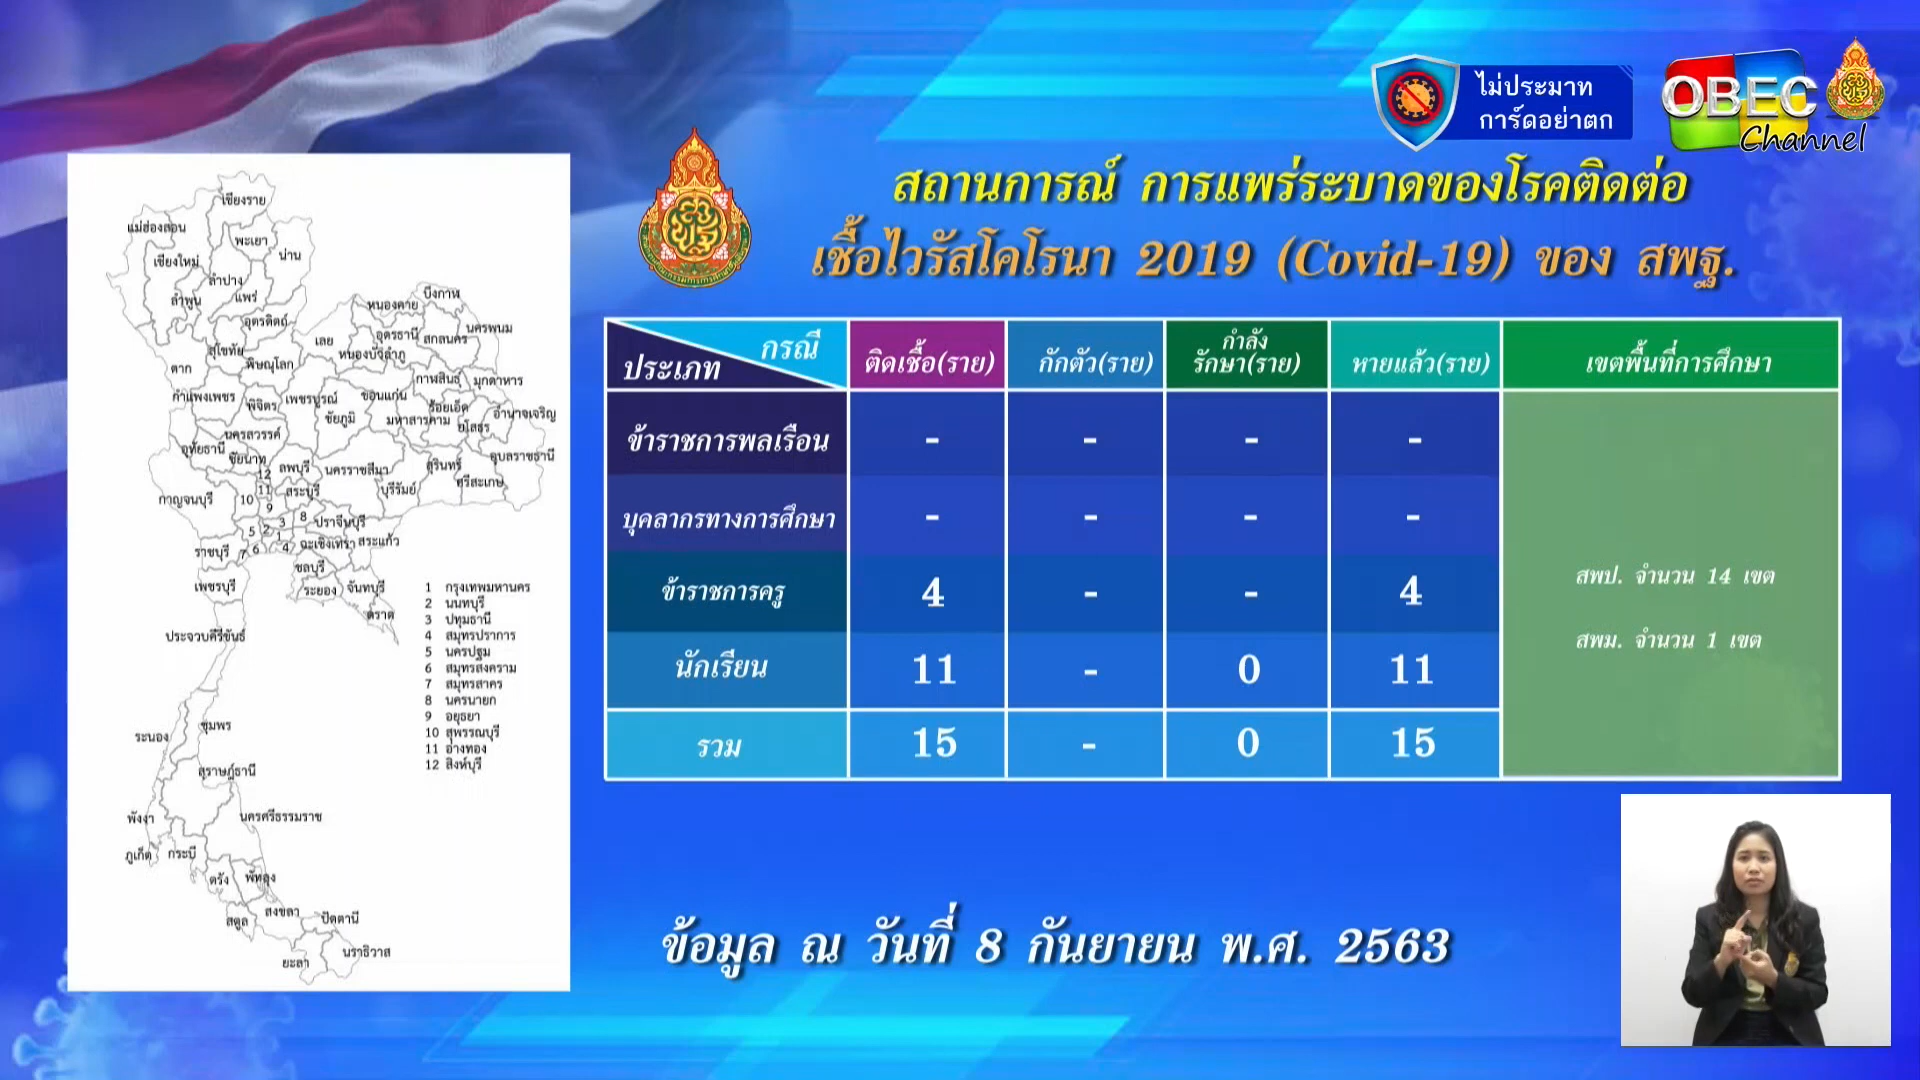 ไม่ประมาท
การ์ดอย่าตก
OBEC
Channel
สถานการณ์ การแพร่ระบาดของโรคติดต่อ
เชื้อไวรัสโคโรนา 2019 (Covid-19) ของ สพฐ.
กรณี
ประเภท
ติดเชื้อ(ราย)
กักตัว(ราย)
กำลัง
รักษา(ราย)
หายแล้ว(ราย)
เขตพื้นที่การศึกษา
ข้าราชการพลเรือน - - - -
บุคลากรทางการศึกษา - - - -
ข้าราชการครู 4 - - 4
นักเรียน 11 - 0 11
รวม 15 - 0 15
สพป. จำนวน 14 เขต
สพม. จำนวน 1 เขต
ข้อมูล ณ วันที่ 8 กันยายน พ.ศ. 2563
เชียงราย
แม่ฮ่องสอน
พะเยา
น่าน
เชียงใหม่
ลำปาง
ลำพูน
แพร่
บึงกาฬ
หนองคาย
อุตรดิตถ์
นครพนม
เลย
อุดรธานี
สกลนคร
สุโขทัย
หนองบัวลำภู
ตาก
พิษณุโลก
กาฬสินธุ์
มุกดาหาร
กำแพงเพชร
พิจิตร
เพชรบูรณ์
ขอนแก่น
ร้อยเอ็ด
อำนาจเจริญ
ชัยภูมิ
มหาสารคาม
ยโสธร
นครสวรรค์
อุทัยธานี
ชัยนาท
ลพบุรี
นครราชสีมา
สุรินทร์
อุบลราชธานี
ศรีสะเกษ
บุรีรัมย์
สระบุรี
กาญจนบุรี
12
11
10
9
8
3
5
2
1
7
6
4
ปราจีนบุรี
ฉะเชิงเทรา
สระแก้ว
ราชบุรี
ชลบุรี
เพชรบุรี
ระยอง
จันทบุรี
ตราด
ประจวบคีรีขันธ์
1 กรุงเทพมหานคร
2 นนทบุรี
3 ปทุมธานี
4 สมุทรปราการ
5 นครปฐม
6 สมุทรสงคราม
7 สมุทรสาคร
8 นครนายก
9 อยุธยา
10 สุพรรณบุรี
11 อ่างทอง
12 สิงห์บุรี
ชุมพร
ระนอง
สุราษฎ์ธานี
พังงา
นครศรีธรรมราช
ภูเก็ต
กระบี่
ตรัง
พัทลุง
สตูล
สงขลา
ปัตตานี
ยะลา
นราธิวาส